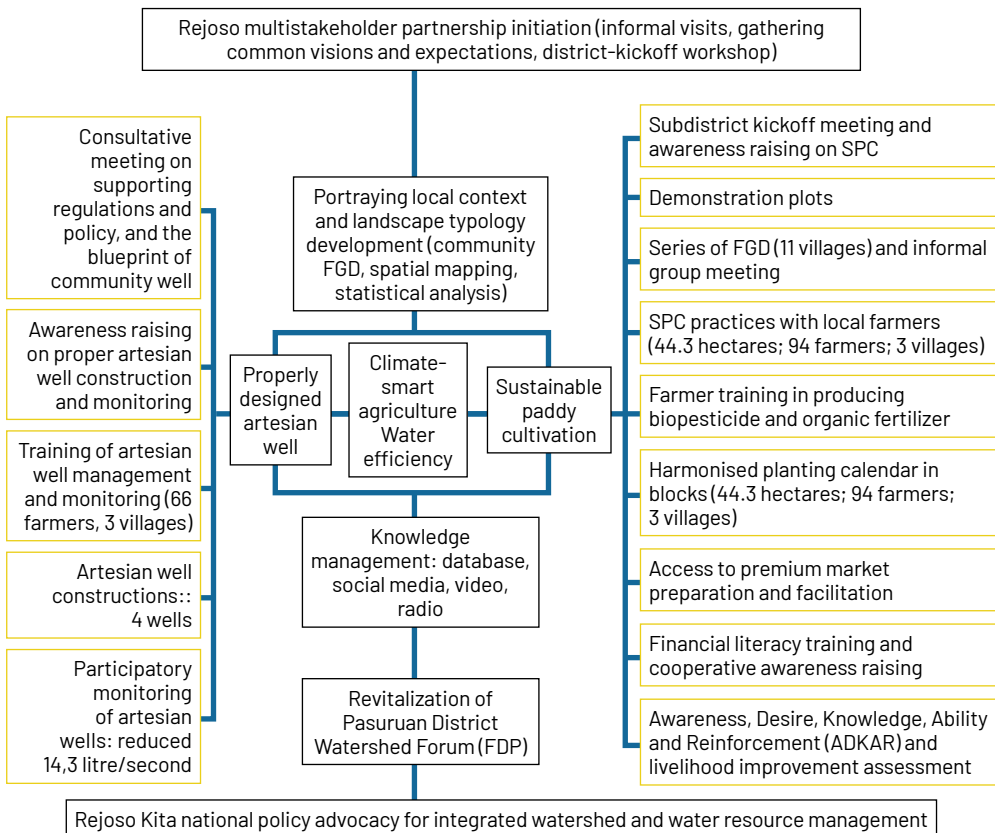 Rejoso multistakeholder partnership initiation (informal visits, gathering
common visions and expectations, district-kickoff workshop)
Consultative
meeting on
supporting
regulations and
policy, and the
blueprint of
community well
Awareness raising
on proper artesian
well construction
and monitoring
Training of artesian
well management
and monitoring (66
farmers, 3 villages)
Artesian well
constructions::
4 wells
Participatory
monitoring
of artesian
wells: reduced
14,3 litre/second
Portraying local context
and landscape typology
development (community
FGD, spatial mapping,
statistical analysis)
Properly
designed
artesian
well
Climate-
smart
agriculture
Water
efficiency
Sustainable
paddy
cultivation
Knowledge
management: database,
social media, video,
radio
Revitalization of
Pasuruan District
Watershed Forum (FDP)
Subdistrict kickoff meeting and
awareness raising on SPC
Demonstration plots
Series of FGD (11 villages) and informal
group meeting
SPC practices with local farmers
(44.3 hectares; 94 farmers; 3 villages)
Farmer training in producing
biopesticide and organic fertilizer
Harmonised planting calendar in
blocks (44.3 hectares; 94 farmers;
3 villages)
Access to premium market
preparation and facilitation
Financial literacy training and
cooperative awareness raising
Awareness, Desire, Knowledge, Ability
and Reinforcement (ADKAR) and
livelihood improvement assessment
Rejoso Kita national policy advocacy for integrated watershed and water resource management